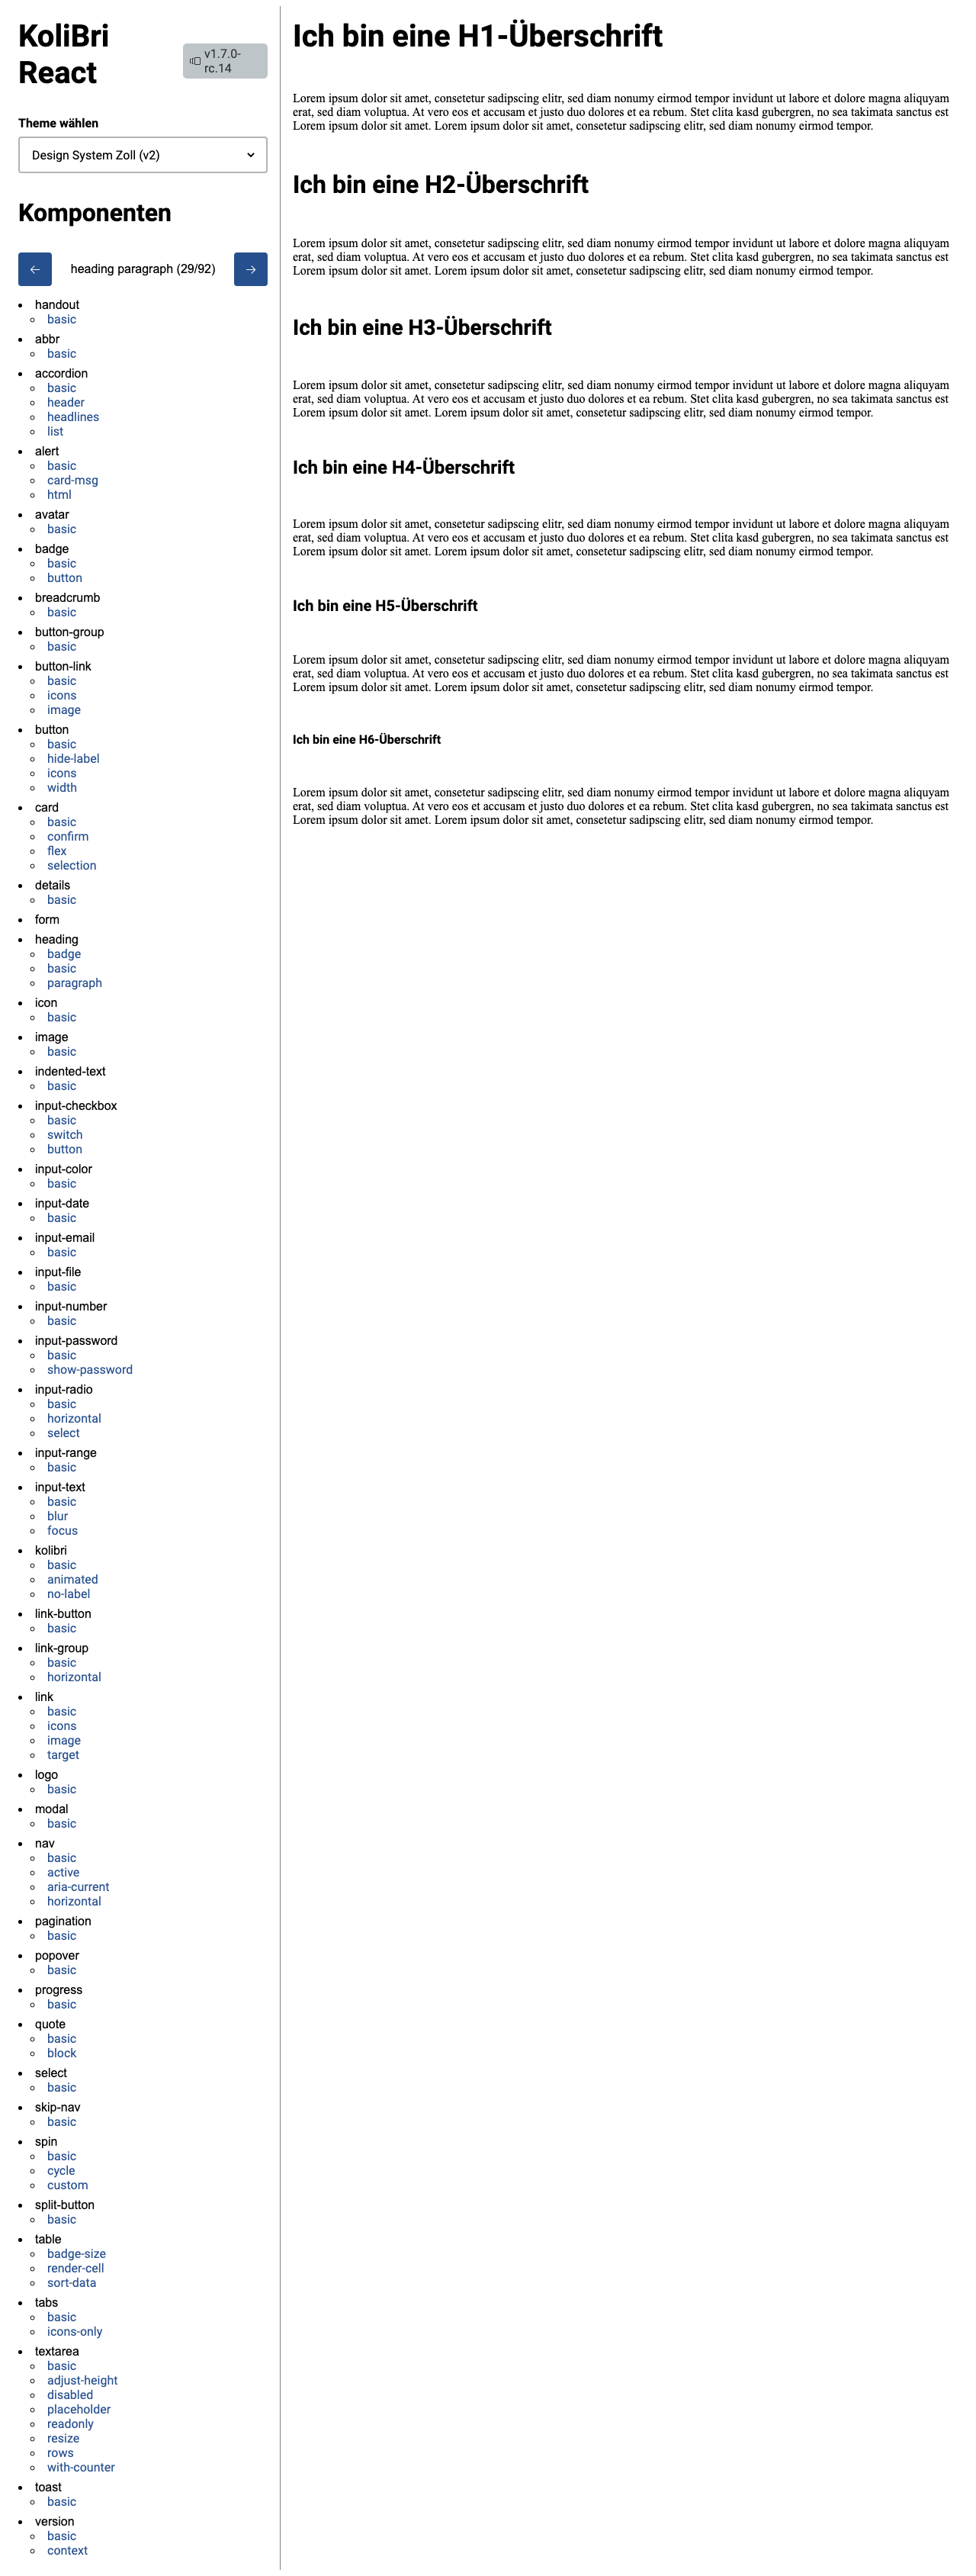 KoliBri
React
v1.7.0-
rc.14
Theme wählen
Design System Zoll (v2)
Komponenten
←
heading paragraph (29/92)
→
handout
basic
abbr
basic
accordion
basic
header
headlines
list
alert
basic
card-msg
html
avatar
basic
badge
basic
button
breadcrumb
basic
button-group
basic
button-link
basic
icons
image
button
basic
hide-label
icons
width
card
basic
confirm
flex
selection
details
basic
form
heading
badge
basic
paragraph
icon
basic
image
basic
indented-text
basic
input-checkbox
basic
switch
button
input-color
basic
input-date
basic
input-email
basic
input-file
basic
input-number
basic
input-password
basic
show-password
input-radio
basic
horizontal
select
input-range
basic
input-text
basic
blur
focus
kolibri
basic
animated
no-label
link-button
basic
link-group
basic
horizontal
link
basic
icons
image
target
logo
basic
modal
basic
nav
basic
active
aria-current
horizontal
pagination
basic
popover
basic
progress
basic
quote
basic
block
select
basic
skip-nav
basic
spin
basic
cycle
custom
split-button
basic
table
badge-size
render-cell
sort-data
tabs
basic
icons-only
textarea
basic
adjust-height
disabled
placeholder
readonly
resize
rows
with-counter
toast
basic
version
basic
context
Ich bin eine H1-Überschrift
Lorem ipsum dolor sit amet, consetetur sadipscing elitr, sed diam nonumy eirmod tempor invidunt ut labore et dolore magna aliquyam
erat, sed diam voluptua. At vero eos et accusam et justo duo dolores et ea rebum. Stet clita kasd gubergren, no sea takimata sanctus est
Lorem ipsum dolor sit amet. Lorem ipsum dolor sit amet, consetetur sadipscing elitr, sed diam nonumy eirmod tempor.
Ich bin eine H2-Überschrift
Lorem ipsum dolor sit amet, consetetur sadipscing elitr, sed diam nonumy eirmod tempor invidunt ut labore et dolore magna aliquyam
erat, sed diam voluptua. At vero eos et accusam et justo duo dolores et ea rebum. Stet clita kasd gubergren, no sea takimata sanctus est
Lorem ipsum dolor sit amet. Lorem ipsum dolor sit amet, consetetur sadipscing elitr, sed diam nonumy eirmod tempor.
Ich bin eine H3-Überschrift
Lorem ipsum dolor sit amet, consetetur sadipscing elitr, sed diam nonumy eirmod tempor invidunt ut labore et dolore magna aliquyam
erat, sed diam voluptua. At vero eos et accusam et justo duo dolores et ea rebum. Stet clita kasd gubergren, no sea takimata sanctus est
Lorem ipsum dolor sit amet. Lorem ipsum dolor sit amet, consetetur sadipscing elitr, sed diam nonumy eirmod tempor.
Ich bin eine H4-Überschrift
Lorem ipsum dolor sit amet, consetetur sadipscing elitr, sed diam nonumy eirmod tempor invidunt ut labore et dolore magna aliquyam
erat, sed diam voluptua. At vero eos et accusam et justo duo dolores et ea rebum. Stet clita kasd gubergren, no sea takimata sanctus est
Lorem ipsum dolor sit amet. Lorem ipsum dolor sit amet, consetetur sadipscing elitr, sed diam nonumy eirmod tempor.
Ich bin eine H5-Überschrift
Lorem ipsum dolor sit amet, consetetur sadipscing elitr, sed diam nonumy eirmod tempor invidunt ut labore et dolore magna aliquyam
erat, sed diam voluptua. At vero eos et accusam et justo duo dolores et ea rebum. Stet clita kasd gubergren, no sea takimata sanctus est
Lorem ipsum dolor sit amet. Lorem ipsum dolor sit amet, consetetur sadipscing elitr, sed diam nonumy eirmod tempor.
Ich bin eine H6-Überschrift
Lorem ipsum dolor sit amet, consetetur sadipscing elitr, sed diam nonumy eirmod tempor invidunt ut labore et dolore magna aliquyam
erat, sed diam voluptua. At vero eos et accusam et justo duo dolores et ea rebum. Stet clita kasd gubergren, no sea takimata sanctus est
Lorem ipsum dolor sit amet. Lorem ipsum dolor sit amet, consetetur sadipscing elitr, sed diam nonumy eirmod tempor.